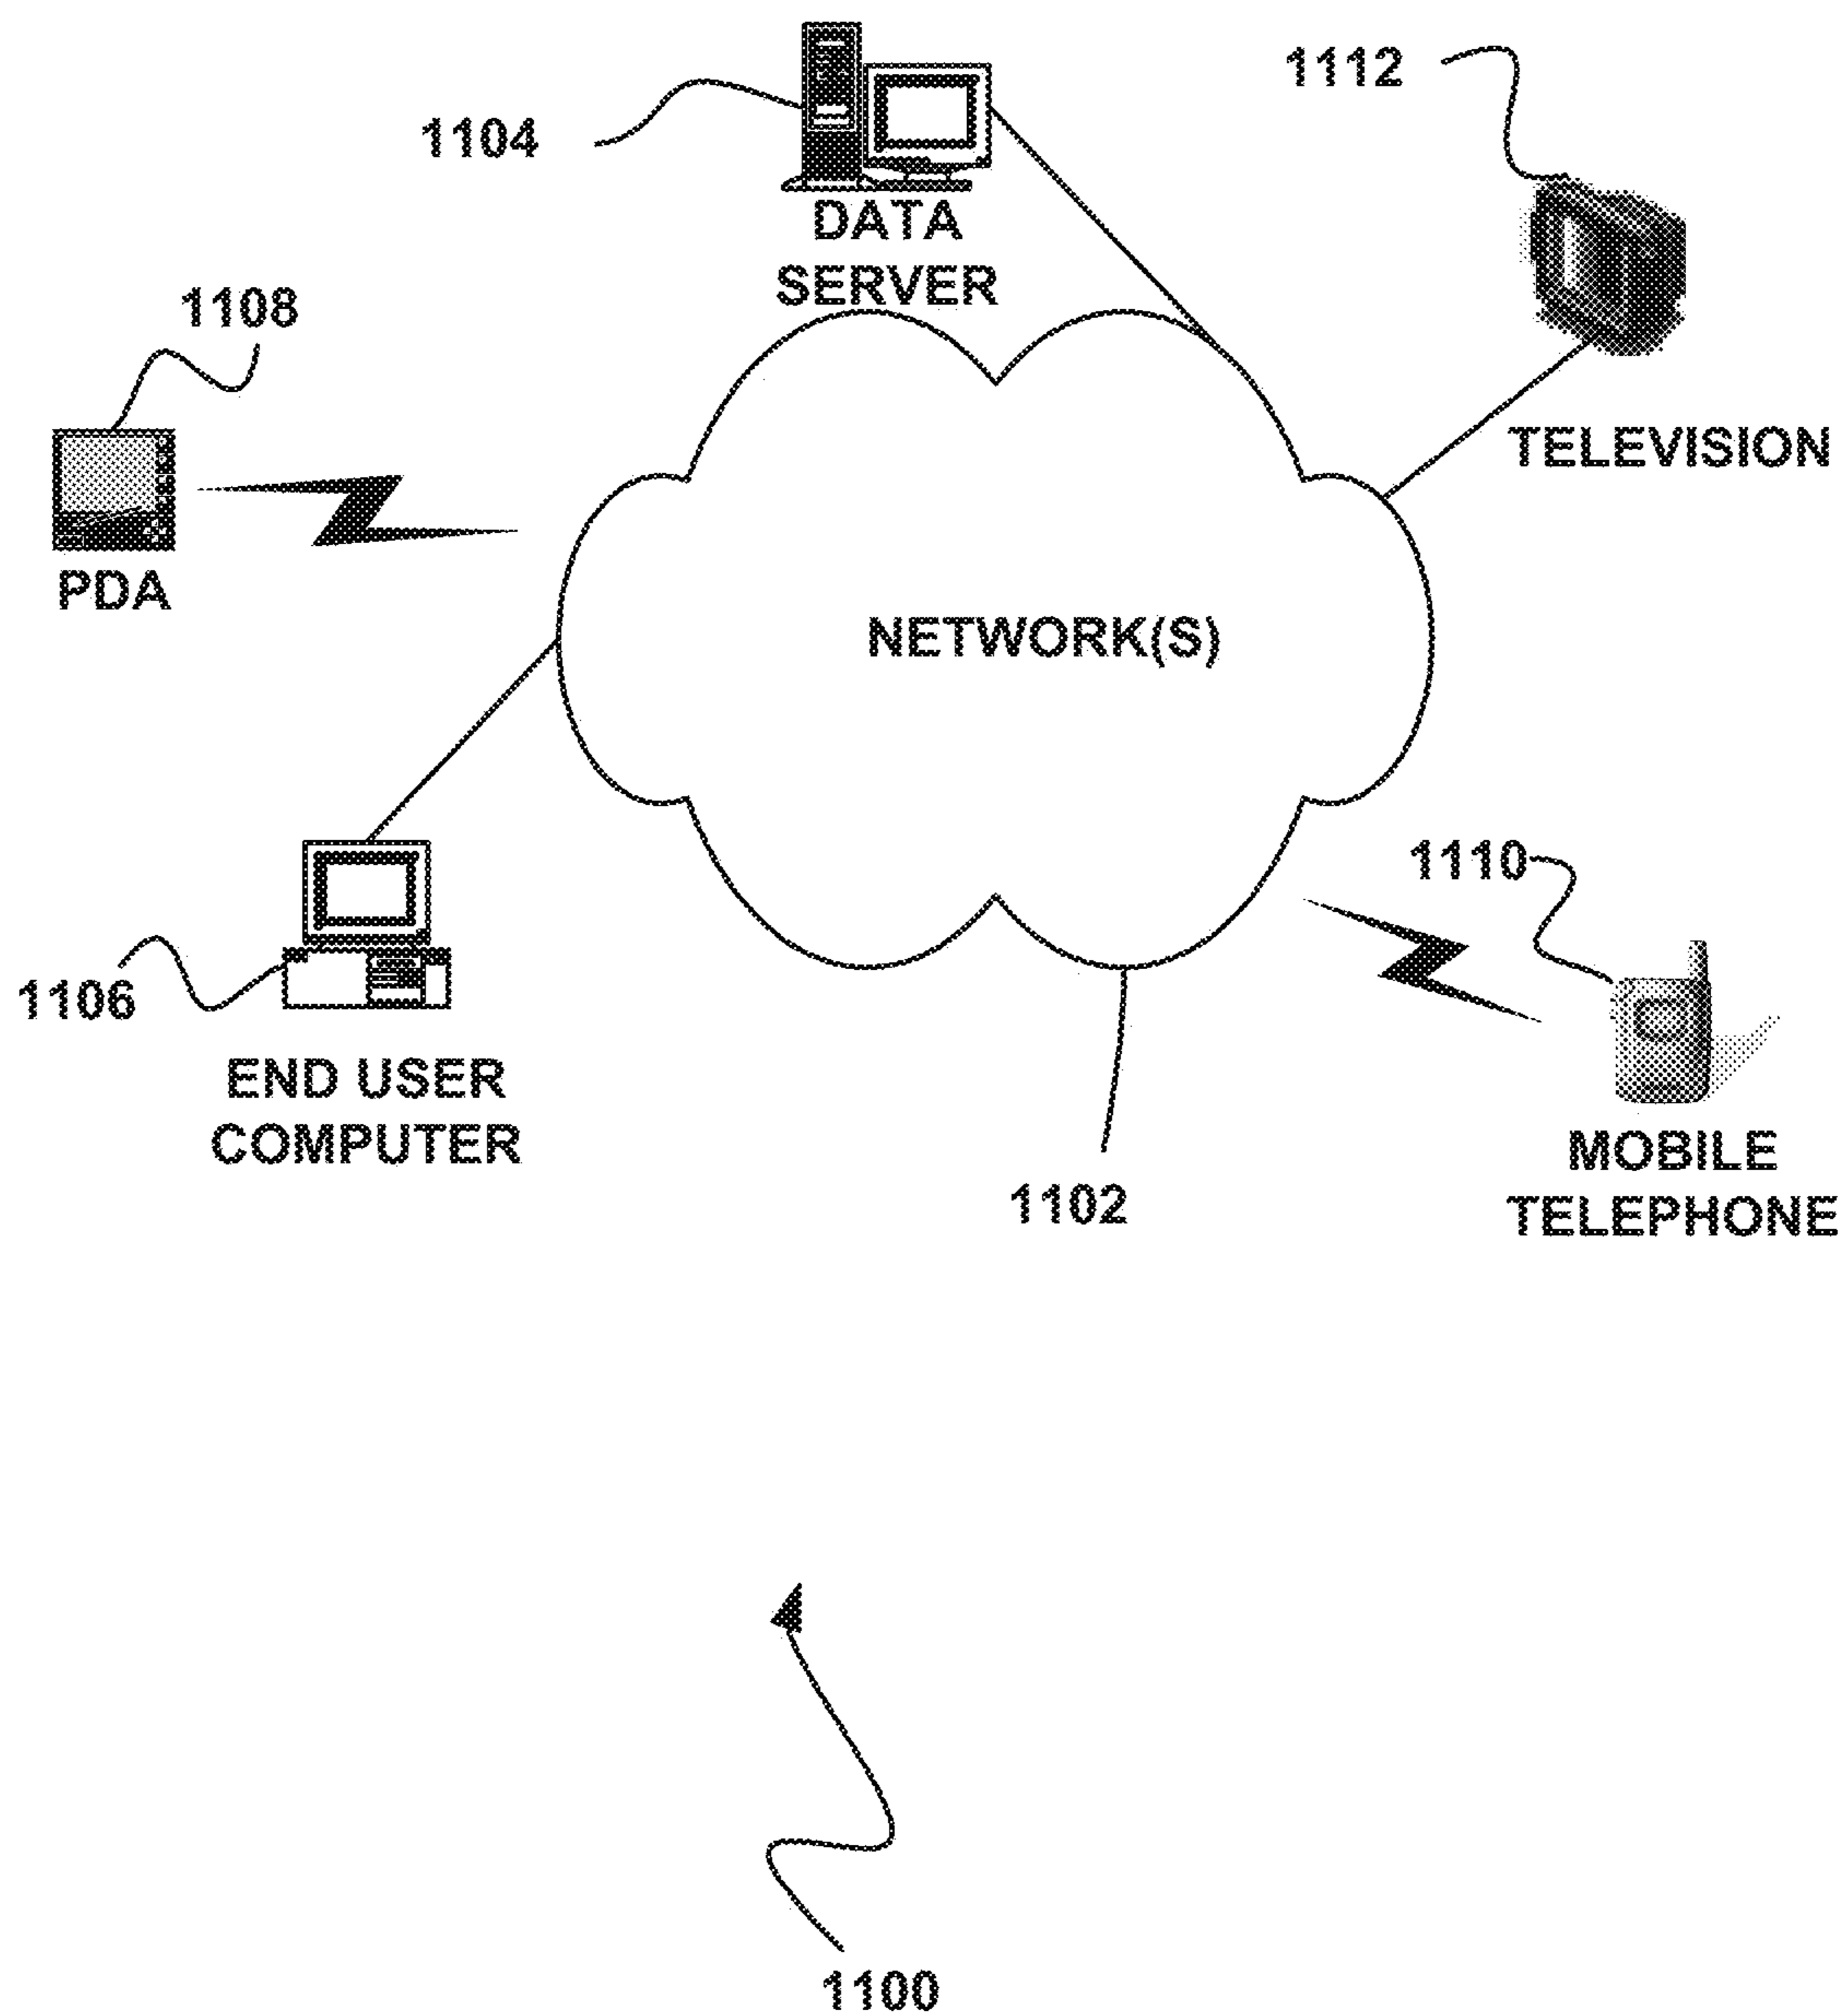 1112
1104
DATA
SERVER
1108
TELEVISION
PDA
NETWORK(S)
1110
1106
END USER
COMPUTER
MOBILE
TELEPHONE
1102
1100